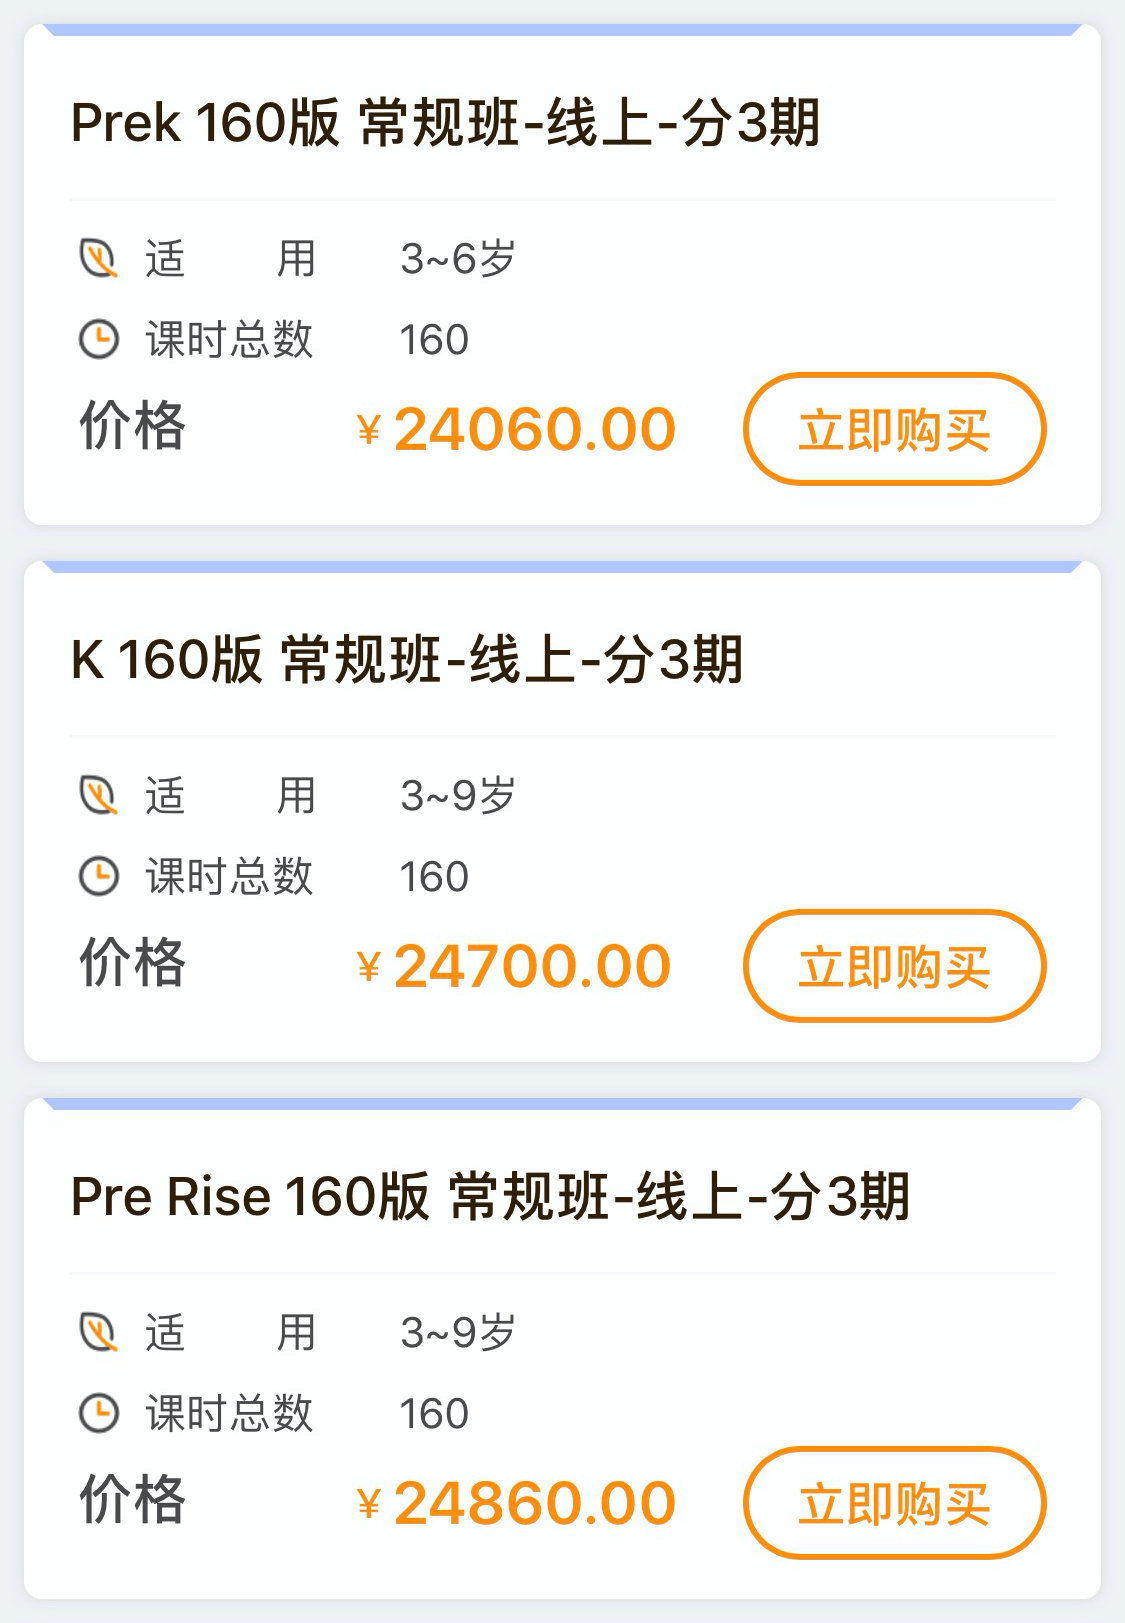 Prek 160版 常规班-线上-分3期
适 用 3~6岁
课时总数 160
价格 ¥ 24060.00 立即购买
K 160版 常规班-线上-分3期
适 用 3~9岁
课时总数 160
价格 ¥ 24700.00 立即购买
Pre Rise 160版 常规班-线上-分3期
适 用 3~9岁
课时总数 160
价格 ¥ 24860.00 立即购买